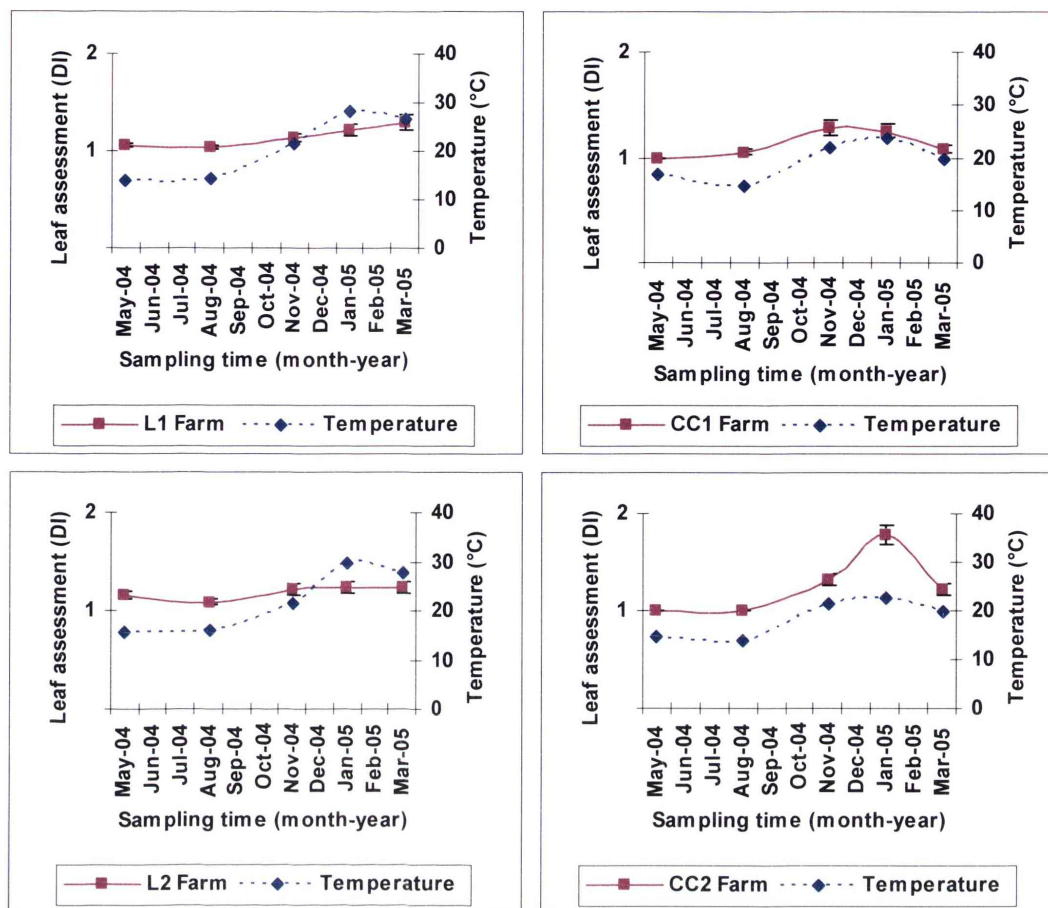 Leaf assessment (DI)
2
1
40
30
20
10
0
Temperature (°C)
May-04
Jun-04
Jul-04
Aug-04
Sep-04
Oct-04
Nov-04
Dec-04
Jan-05
Feb-05
Mar-05
Sampling time (month-year)
L1 Farm
Temperature
Leaf assessment (DI)
2
1
40
30
20
10
0
Temperature (°C)
May-04
Jun-04
Jul-04
Aug-04
Sep-04
Oct-04
Nov-04
Dec-04
Jan-05
Feb-05
Mar-05
Sampling time (month-year)
CC1 Farm
Temperature
Leaf assessment (DI)
2
1
40
30
20
10
0
Temperature (°C)
May-04
Jun-04
Jul-04
Aug-04
Sep-04
Oct-04
Nov-04
Dec-04
Jan-05
Feb-05
Mar-05
Sampling time (month-year)
L2 Farm
Temperature
Leaf assessment (DI)
2
1
40
30
20
10
0
Temperature (°C)
May-04
Jun-04
Jul-04
Aug-04
Sep-04
Oct-04
Nov-04
Dec-04
Jan-05
Feb-05
Mar-05
Sampling time (month-year)
CC2 Farm
Temperature